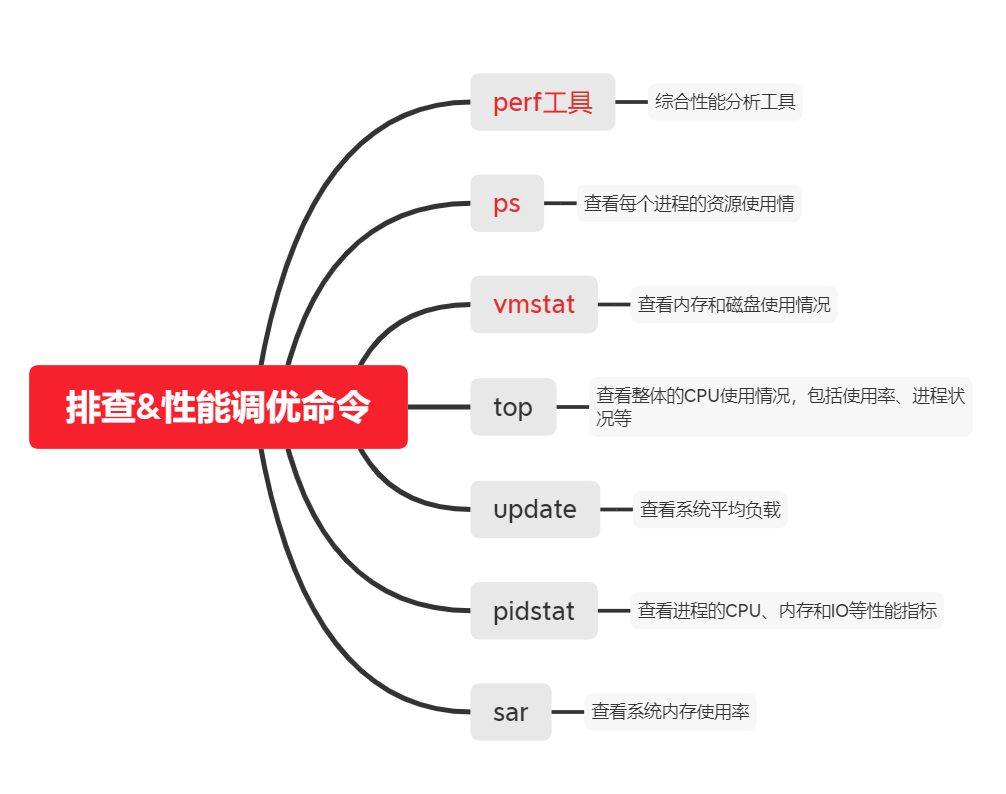 perf工具
综合性能分析工具
ps
查看每个进程的资源使用情
vmstat
查看内存和磁盘使用情况
排查&性能调优命令
top
查看整体的CPU使用情况，包括使用率、进程状
况等
update
查看系统平均负载
pidstat
查看进程的CPU、内存和IO等性能指标
sar
查看系统内存使用率